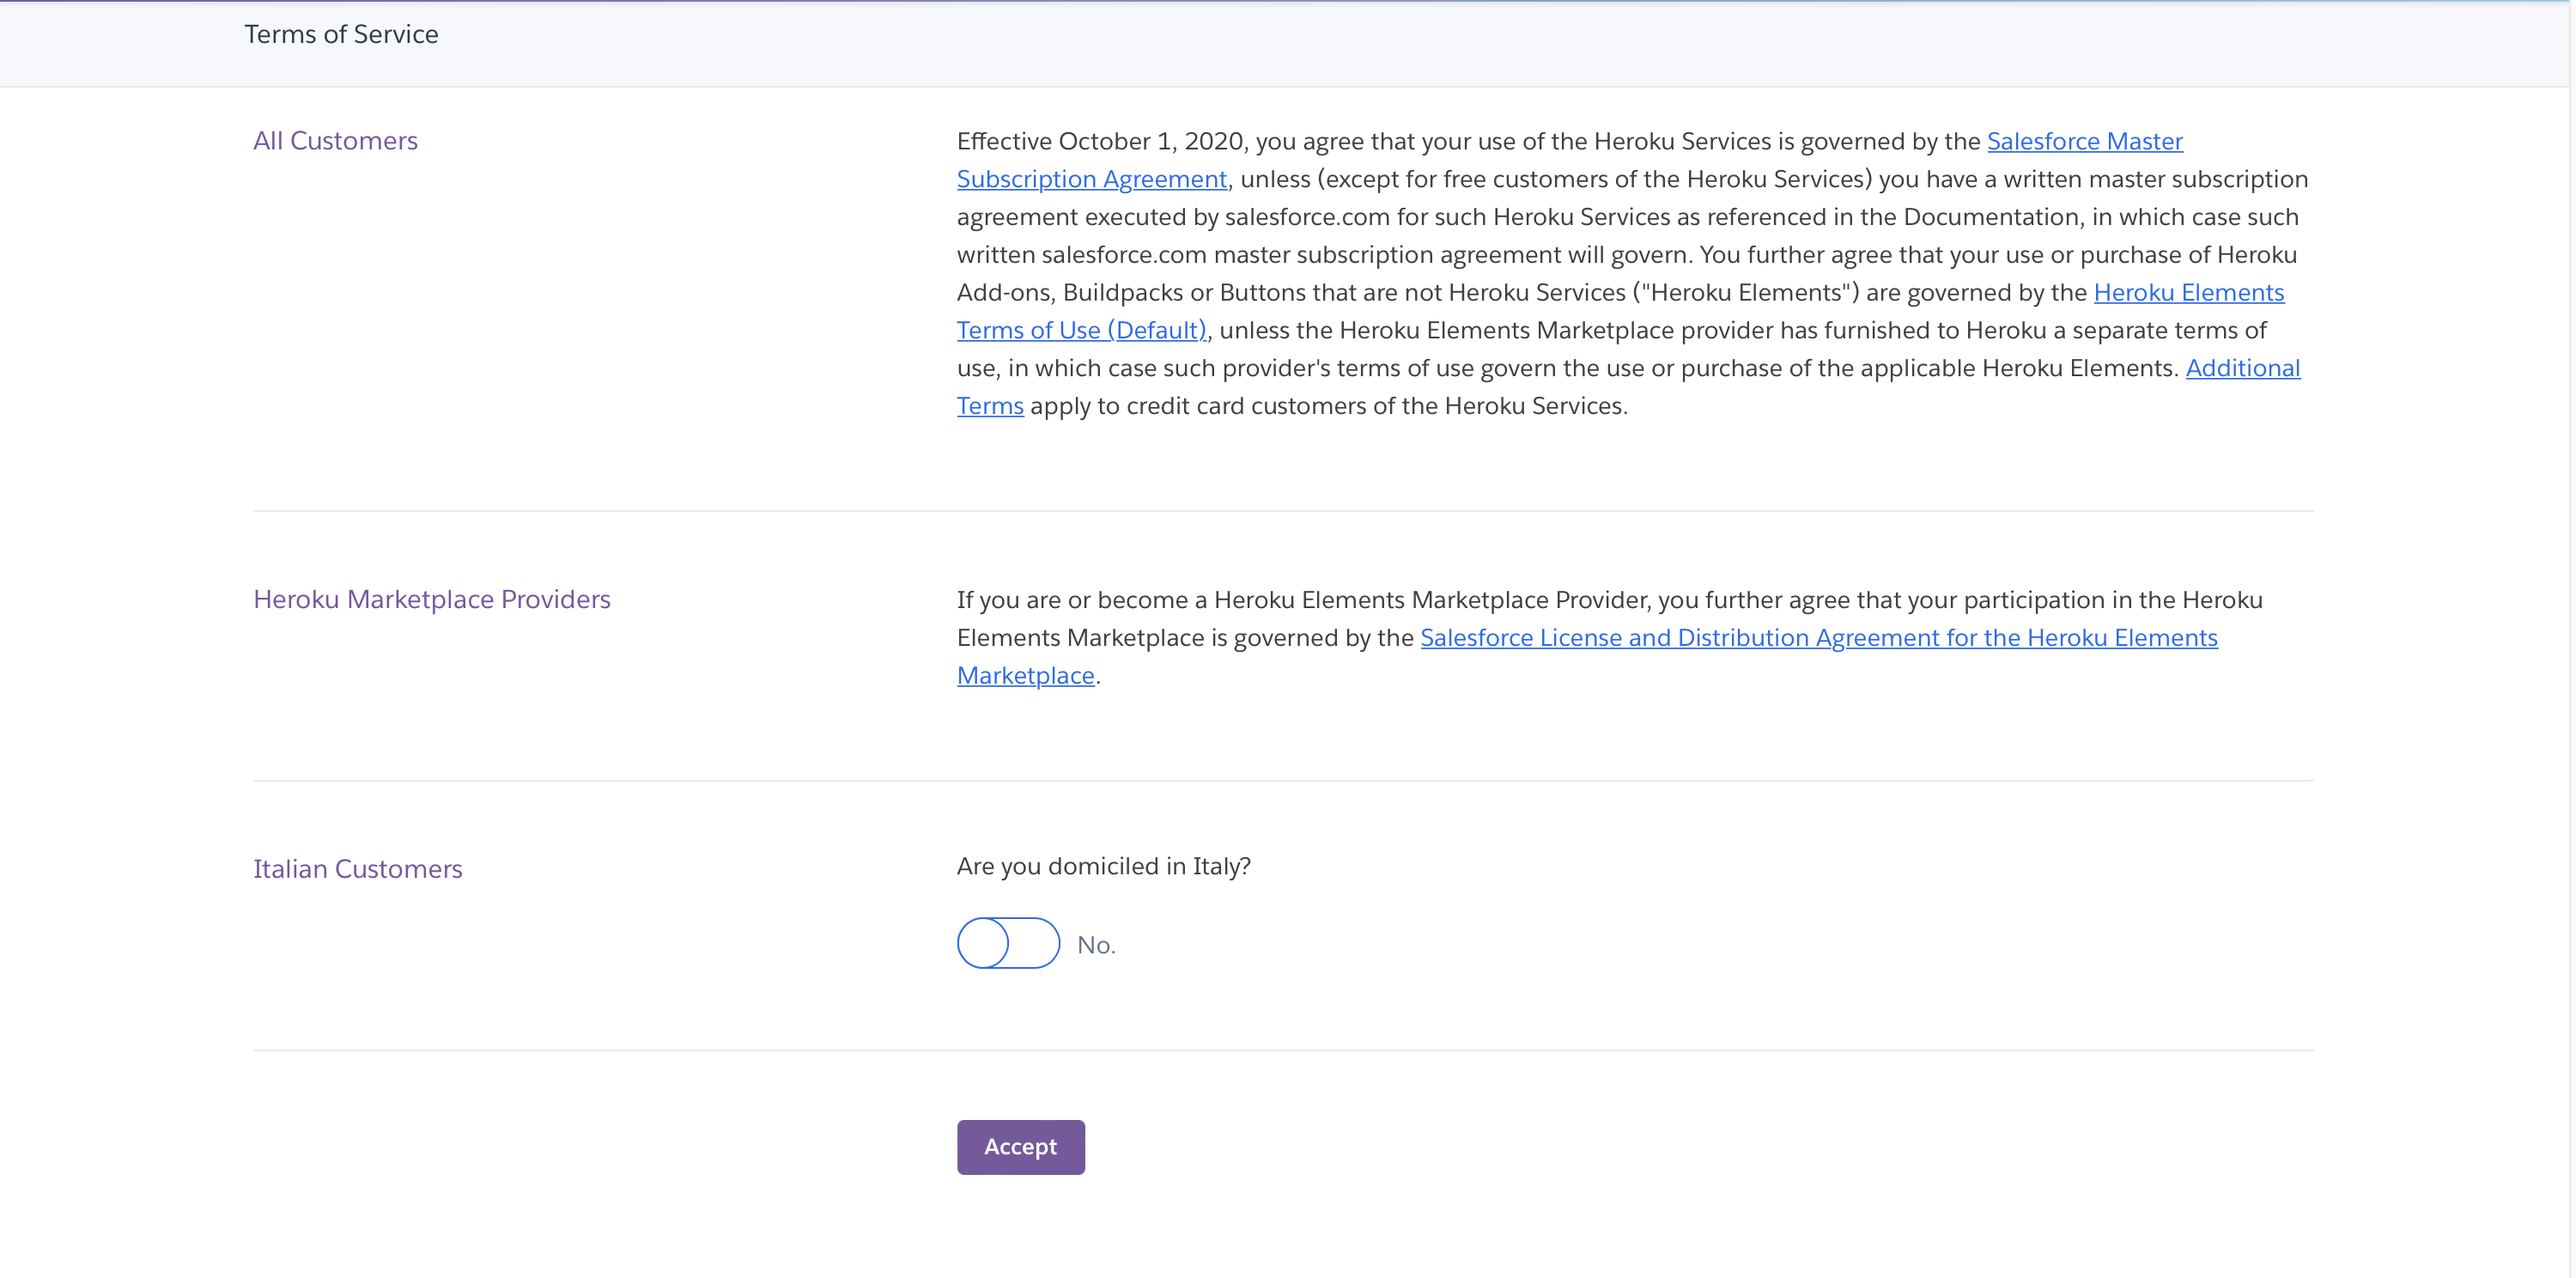 Terms of Service
All Customers
Effective October 1, 2020, you agree that your use of the Heroku Services is governed by the Salesforce Master
Subscription Agreement, unless (except for free customers of the Heroku Services) you have a written master subscription
agreement executed by salesforce.com for such Heroku Services as referenced in the Documentation, in which case such
written salesforce.com master subscription agreement will govern. You further agree that your use or purchase of Heroku
Add-ons, Buildpacks or Buttons that are not Heroku Services ("Heroku Elements") are governed by the Heroku Elements
Terms of Use (Default), unless the Heroku Elements Marketplace provider has furnished to Heroku a separate terms of
use, in which case such provider's terms of use govern the use or purchase of the applicable Heroku Elements. Additional
Terms apply to credit card customers of the Heroku Services.
Heroku Marketplace Providers
If you are or become a Heroku Elements Marketplace Provider, you further agree that your participation in the Heroku
Elements Marketplace is governed by the Salesforce License and Distribution Agreement for the Heroku Elements
Marketplace.
Italian Customers
Are you domiciled in Italy?
No.
Accept